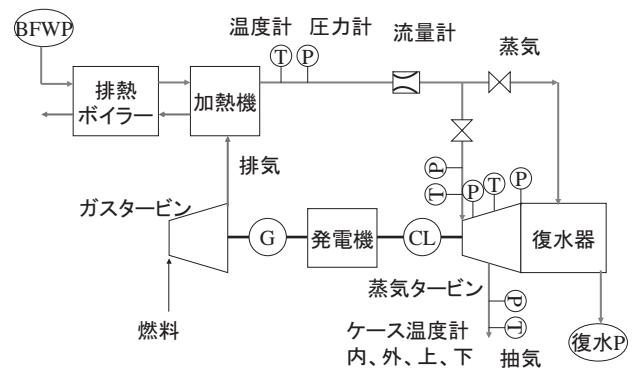 BFWP
温度計
圧力計
流量計
蒸気
T
P
排熱
ボイラー
加熱機
排気
P
T
P
T
P
ガスタービン
G
発電機
CL
復水器
蒸気タービン
P
T
燃料
ケース温度計
内、外、上、下
抽気
復水P